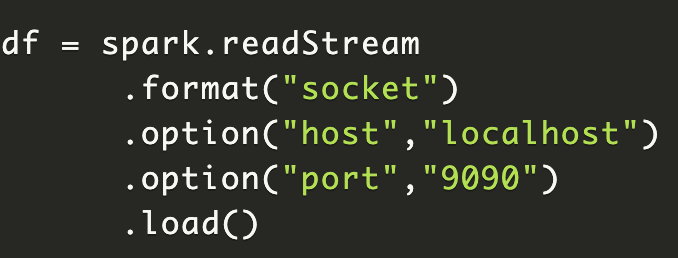 df = spark.readStream
.format("socket")
.option("host","localhost")
.option("port","9090")
.load()